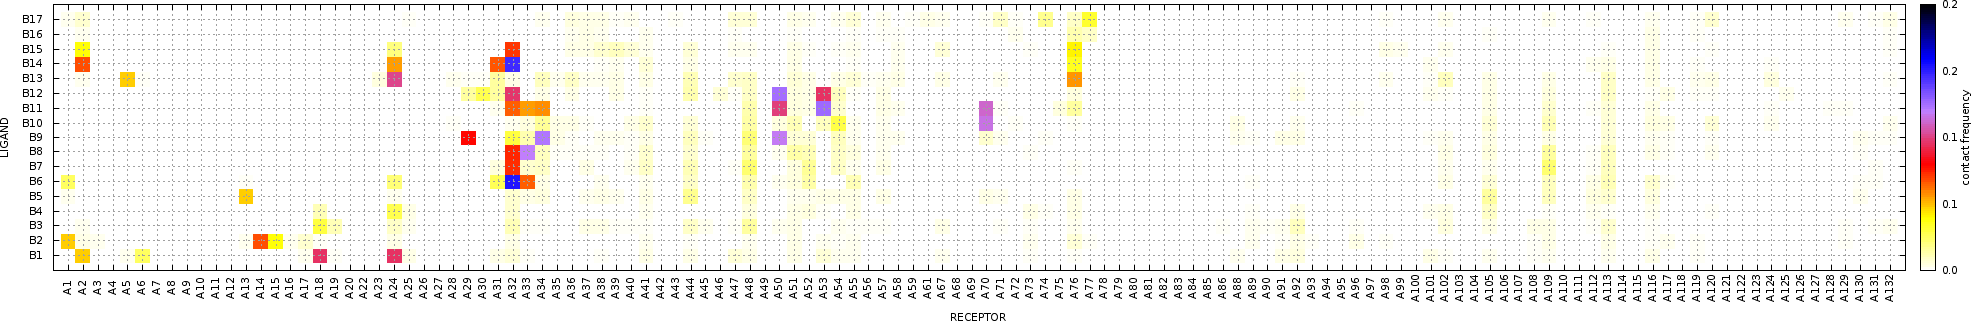 B17
B16
B15
B14
B13
B12
B11
B10
B9
B8
B7
B6
B5
B4
B3
B2
B1
LIGAND
A1 A2 A3 A4 A5 A6 A7 A8 A9 A10 A11 A12 A13 A14 A15 A16 A17 A18 A19 A20 A22 A23 A24 A25 A26 A27 A28 A29 A30 A31 A32 A33 A34 A35 A36 A37 A38 A39 A40 A41 A42 A43 A44 A45 A46 A47 A48 A49 A50 A51 A52 A53 A54 A55 A56 A57 A58 A59 A61 A67 A68 A69 A70 A71 A72 A73 A74 A75 A76 A77 A78 A79 A80 A81 A82 A83 A84 A85 A86 A88 A89 A90 A91 A92 A93 A94 A95 A96 A97 A98 A99 A100 A101 A102 A103 A104 A105 A106 A107 A108 A109 A110 A111 A112 A113 A114 A115 A116 A117 A118 A119 A120 A121 A122 A123 A124 A125 A126 A127 A128 A129 A130 A131 A132
RECEPTOR
0.2
0.2
0.1
0.1
0.0
contact frequency